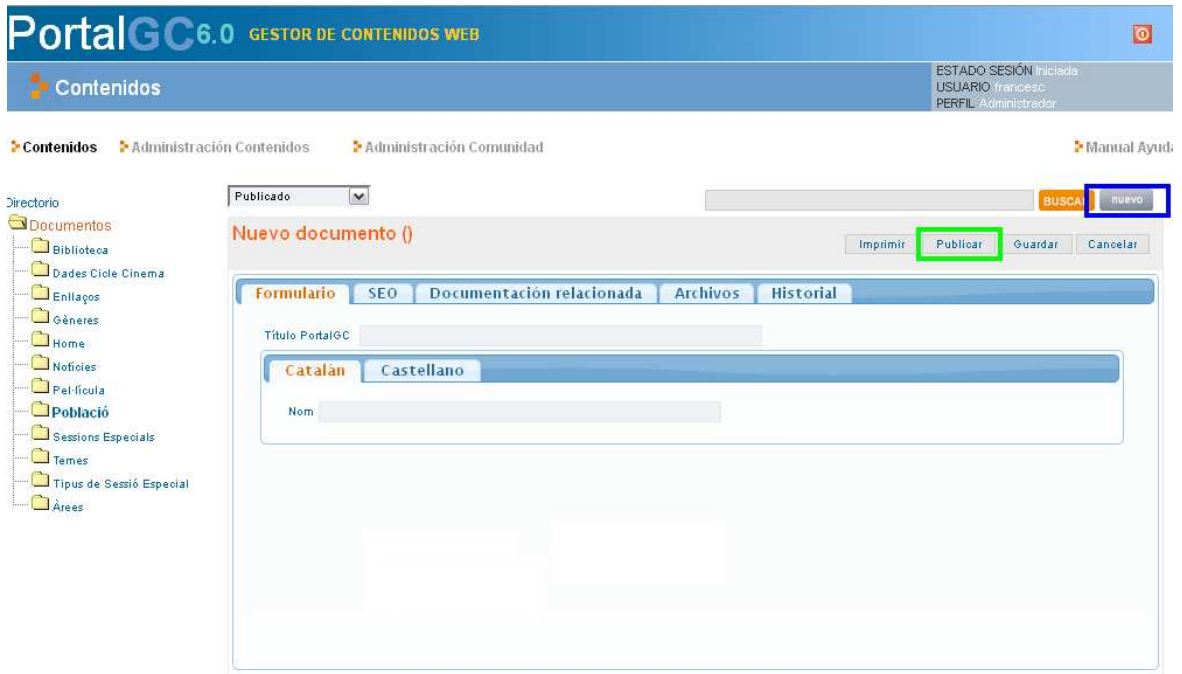 PortalGC6.0 GESTOR DE CONTENIDOS WEB
Contenidos
ESTADO SESIÓN Iniciada
USUARIO francesc
PERFIL Administrador
Contenidos Administración Contenidos Administración Comunidad Manual Ayuda
Directorio
Documentos
Biblioteca
Dades Cicle Cinema
Enllaços
Gèneres
Home
Notícies
Pel·lícula
Població
Sessions Especials
Temes
Tipus de Sessió Especial
Àrees
Publicado BUSCAR nuevo
Nuevo documento ()
Imprimir Publicar Guardar Cancelar
Formulario SEO Documentación relacionada Archivos Historial
Título PortalGC
Catalán Castellano
Nom